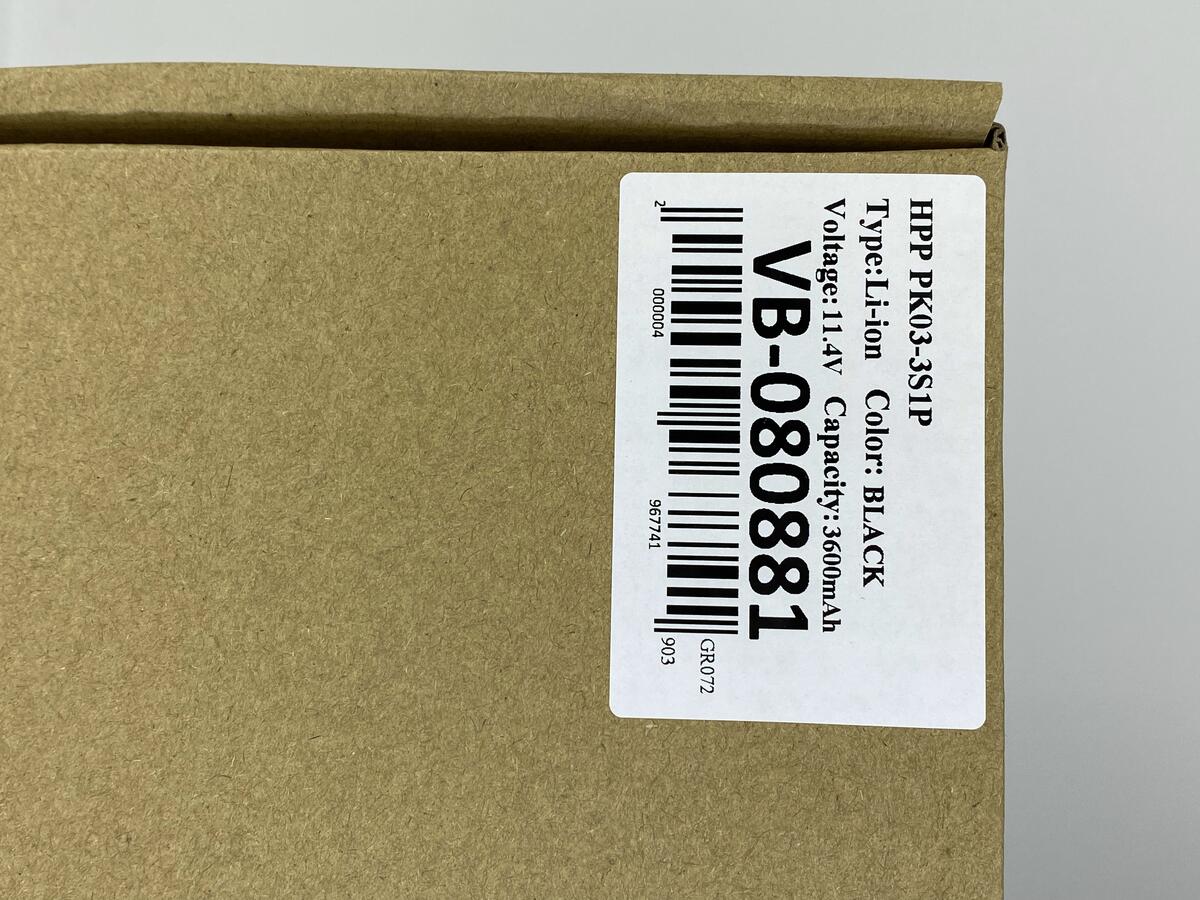 HPP PK03-3S1P
Type:Li-ion Color: BLACK
Voltage:11.4V Capacity:3600mAh
VB-080881
GR072
2 000004 967741 903